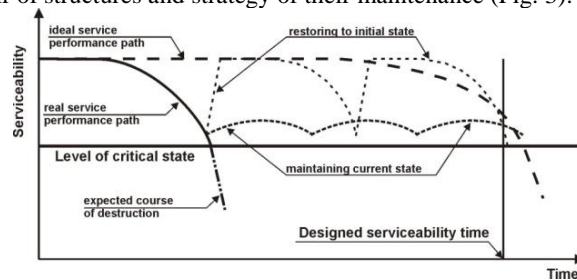 of structures and strategy of their maintenance (Fig. 3).
ideal service
performance path
restoring to initial state
Serviceability
real service
performance path
Level of critical state
maintaining current state
expected course
of destruction
Designed serviceability time
Time